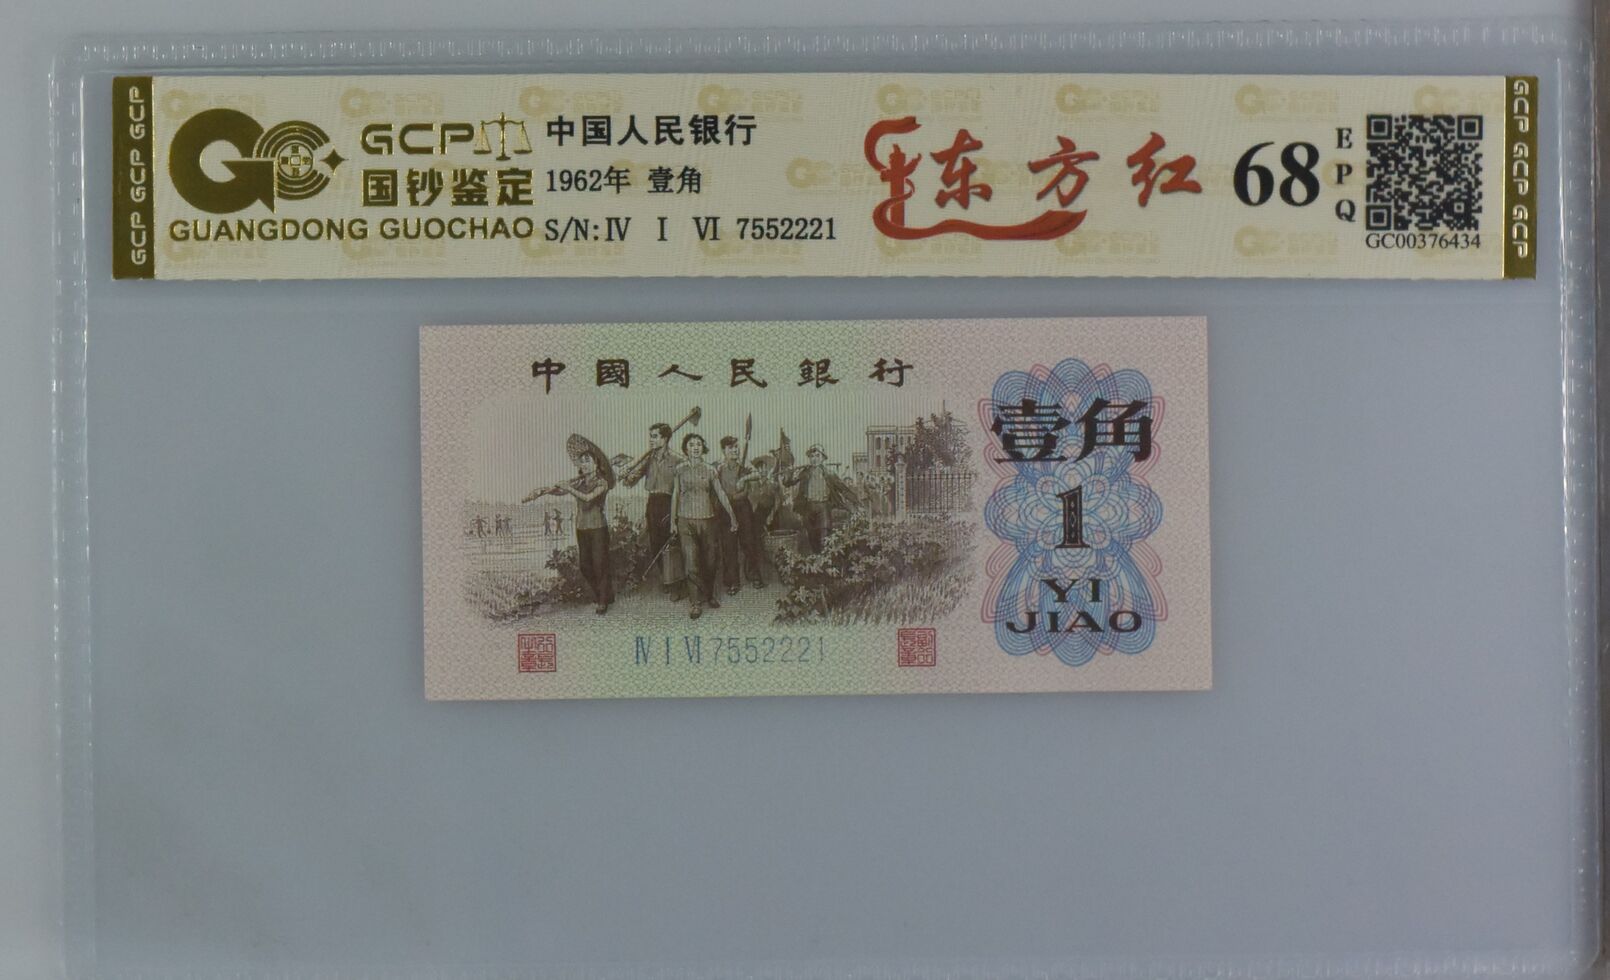 GCP GCP GCP
GCP
国钞鉴定
GUANGDONG GUOCHAO
中国人民银行
1962年 壹角
S/N:Ⅳ Ⅰ Ⅵ 7552221
东方红
68
EPQ
GC00376434
GCP GCP GCP
中國人民銀行
壹角
1
YI
JIAO
Ⅳ Ⅰ Ⅵ 7552221